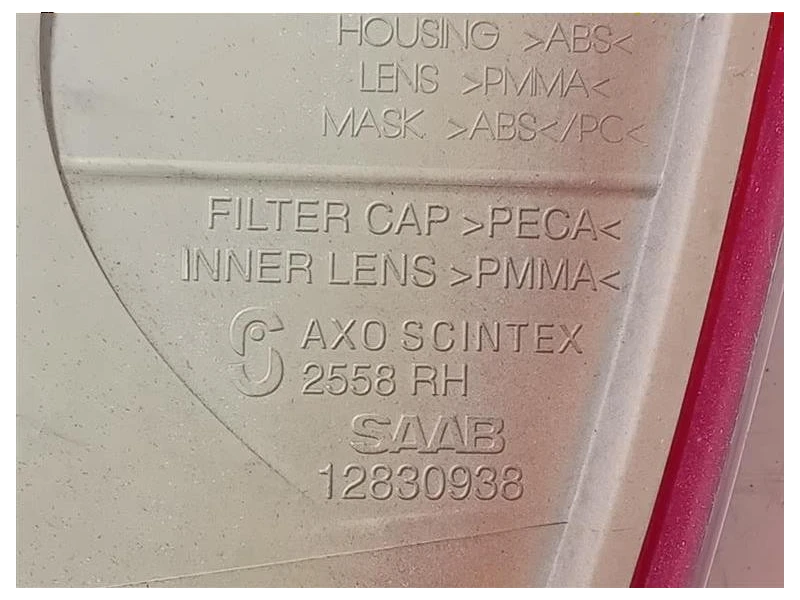 HOUSING >ABS<
LENS >PMMA<
MASK >ABS</PC<
FILTER CAP >PECA<
INNER LENS >PMMA<
AXO SCINTEX
2558 RH
SAAB
12830938